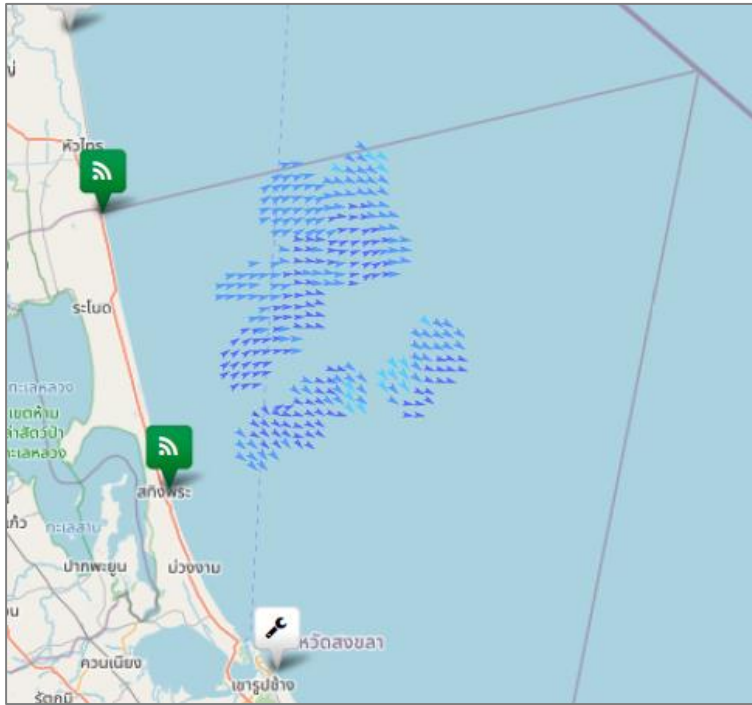 หัวไทร
ระโนด
ทะเลหลวง
เขตห้าม
ล่าสัตว์ป่า
ทะเลหลวง
สทิงพระ
ทะเลสาบ
ปากพะยูน
ม่วงงาม
หวัดสงขลา
ควนเนียง
เขารูปช้าง
รัตภูมิ